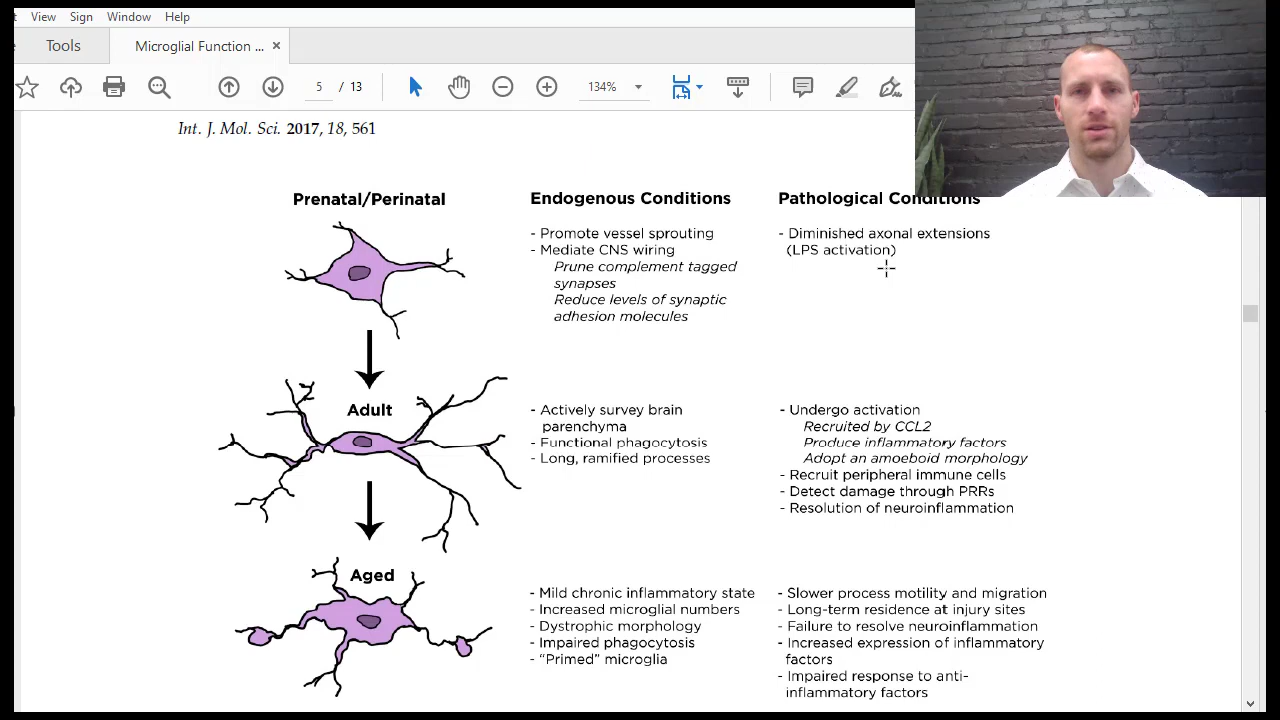 View Sign Window Help
Tools
Microglial Function ... ×
5 / 13
134%
Int. J. Mol. Sci. 2017, 18, 561
Prenatal/Perinatal
Endogenous Conditions
- Promote vessel sprouting
- Mediate CNS wiring
Prune complement tagged
synapses
Reduce levels of synaptic
adhesion molecules
Pathological Conditions
- Diminished axonal extensions
(LPS activation)
Adult
- Actively survey brain
parenchyma
- Functional phagocytosis
- Long, ramified processes
- Undergo activation
Recruited by CCL2
Produce inflammatory factors
Adopt an amoeboid morphology
- Recruit peripheral immune cells
- Detect damage through PRRs
- Resolution of neuroinflammation
Aged
- Mild chronic inflammatory state
- Increased microglial numbers
- Dystrophic morphology
- Impaired phagocytosis
- “Primed” microglia
- Slower process motility and migration
- Long-term residence at injury sites
- Failure to resolve neuroinflammation
- Increased expression of inflammatory
factors
- Impaired response to anti-
inflammatory factors